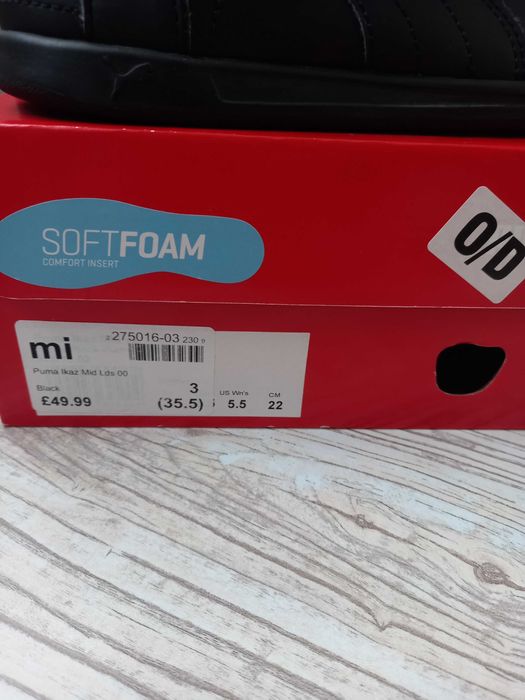 SOFTFOAM
COMFORT INSERT
O/D
mi
275016-03 230
Puma Ikaz Mid Lds 00
Black
£49.99
3
(35.5)
US Wn's
5.5
CM
22